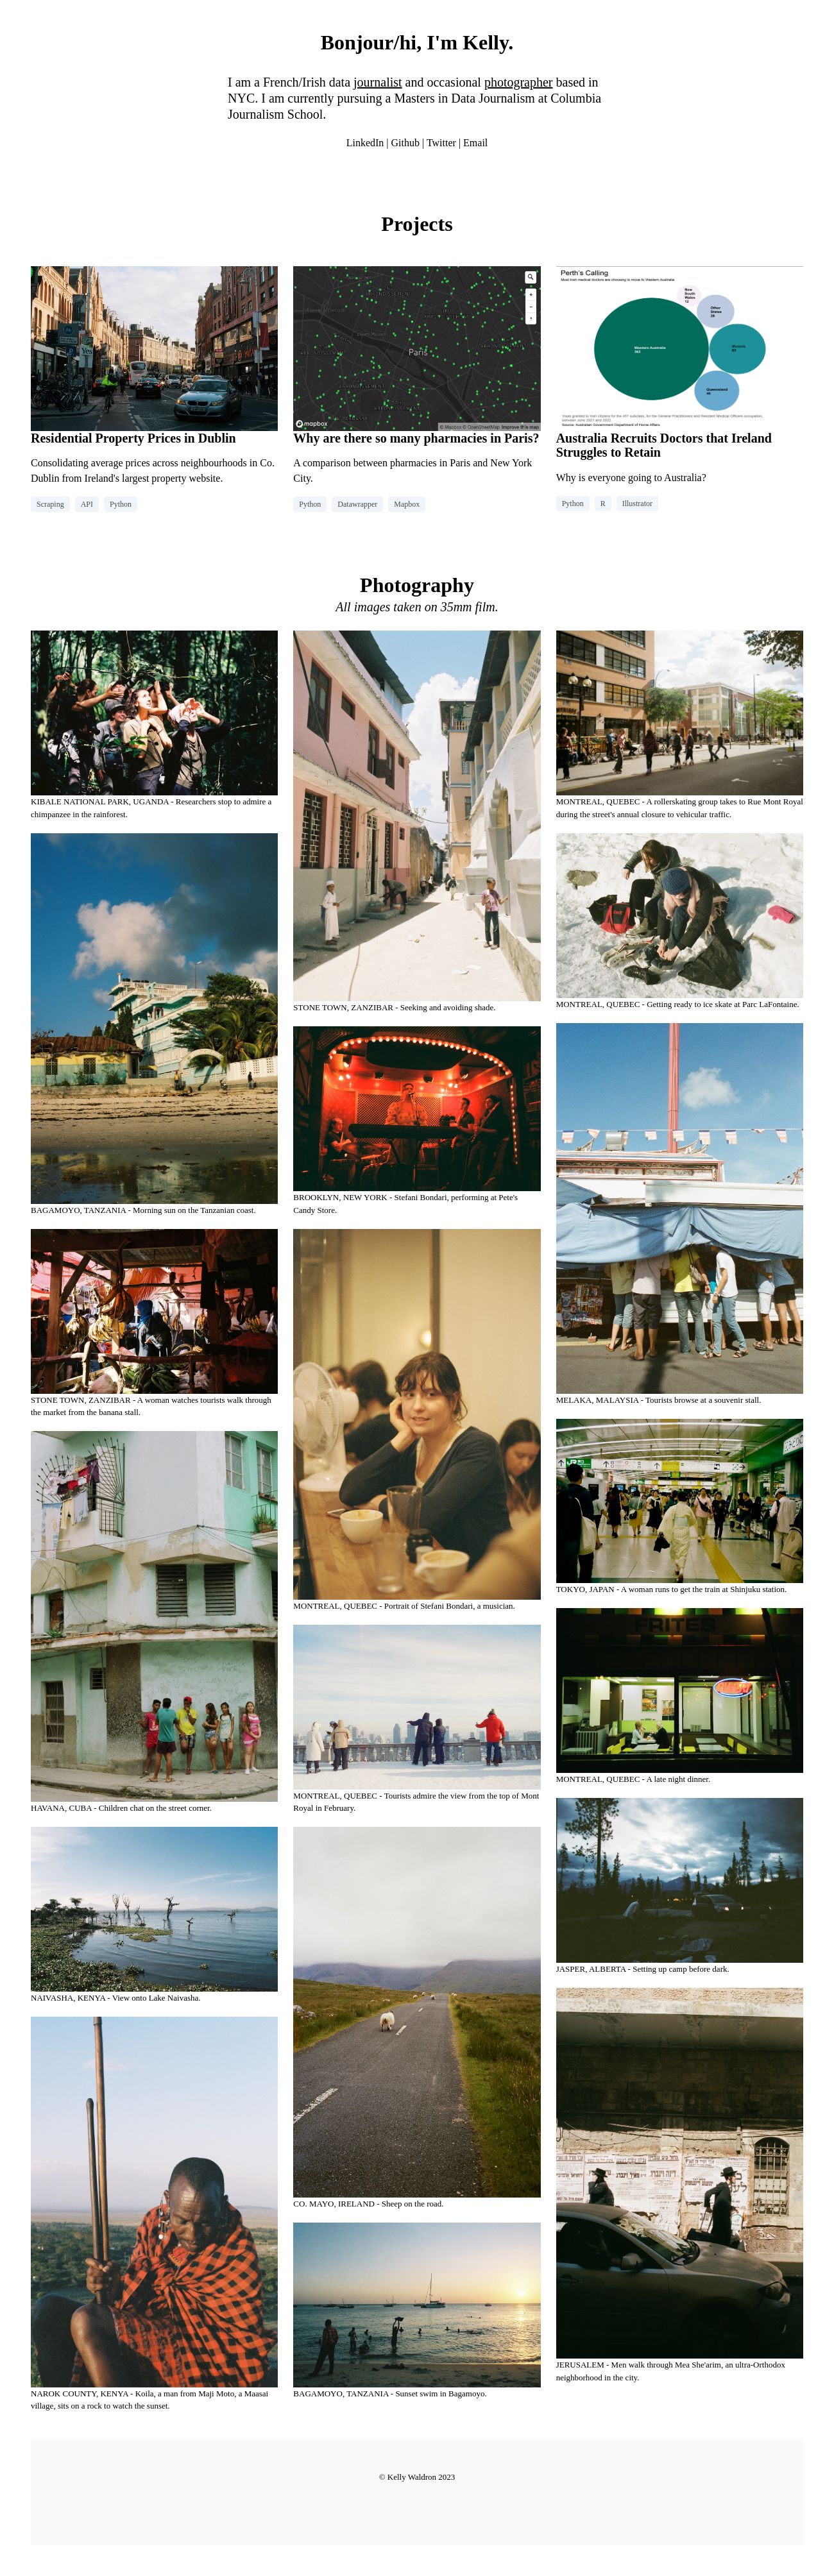 Bonjour/hi, I'm Kelly.
I am a French/Irish data journalist and occasional photographer based in
NYC. I am currently pursuing a Masters in Data Journalism at Columbia
Journalism School.
LinkedIn | Github | Twitter | Email
Projects
Paris
mapbox
© Mapbox © OpenStreetMap Improve this map
Perth's Calling
Most Irish medical doctors are choosing to move to Western Australia.
New
South
Wales
Other
States
Western Australia
Victoria
Queensland
Residential Property Prices in Dublin
Consolidating average prices across neighbourhoods in Co.
Dublin from Ireland's largest property website.
Scraping API Python
Why are there so many pharmacies in Paris?
A comparison between pharmacies in Paris and New York
City.
Python Datawrapper Mapbox
Australia Recruits Doctors that Ireland
Struggles to Retain
Why is everyone going to Australia?
Python R Illustrator
Photography
All images taken on 35mm film.
KIBALE NATIONAL PARK, UGANDA - Researchers stop to admire a
chimpanzee in the rainforest.
BAGAMOYO, TANZANIA - Morning sun on the Tanzanian coast.
STONE TOWN, ZANZIBAR - A woman watches tourists walk through
the market from the banana stall.
HAVANA, CUBA - Children chat on the street corner.
NAIVASHA, KENYA - View onto Lake Naivasha.
NAROK COUNTY, KENYA - Koila, a man from Maji Moto, a Maasai
village, sits on a rock to watch the sunset.
STONE TOWN, ZANZIBAR - Seeking and avoiding shade.
BROOKLYN, NEW YORK - Stefani Bondari, performing at Pete's
Candy Store.
MONTREAL, QUEBEC - Portrait of Stefani Bondari, a musician.
MONTREAL, QUEBEC - Tourists admire the view from the top of Mont
Royal in February.
CO. MAYO, IRELAND - Sheep on the road.
BAGAMOYO, TANZANIA - Sunset swim in Bagamoyo.
MONTREAL, QUEBEC - A rollerskating group takes to Rue Mont Royal
during the street's annual closure to vehicular traffic.
MONTREAL, QUEBEC - Getting ready to ice skate at Parc LaFontaine.
MELAKA, MALAYSIA - Tourists browse at a souvenir stall.
TOKYO, JAPAN - A woman runs to get the train at Shinjuku station.
FRITES
MONTREAL, QUEBEC - A late night dinner.
JASPER, ALBERTA - Setting up camp before dark.
JERUSALEM - Men walk through Mea She'arim, an ultra-Orthodox
neighborhood in the city.
© Kelly Waldron 2023